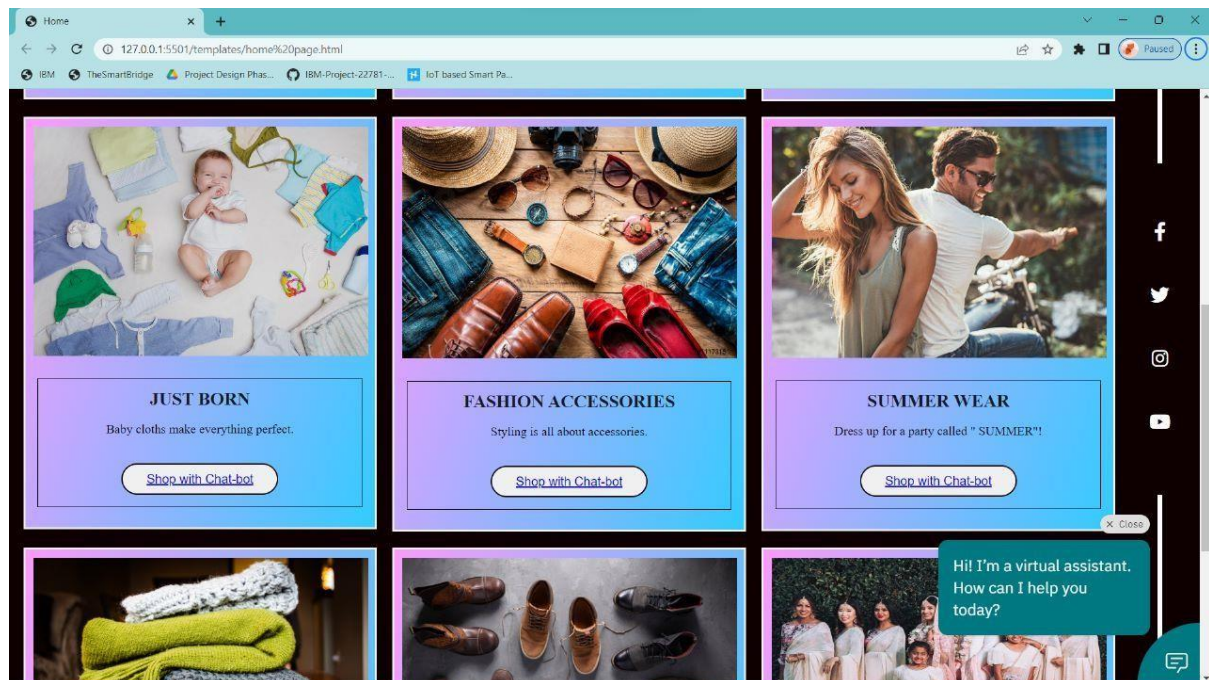 Home
127.0.0.1:5501/templates/home%20page.html
Paused
IBM
TheSmartBridge
Project Design Phas...
IBM-Project-22781-...
IoT based Smart Pa...
JUST BORN
Baby cloths make everything perfect.
Shop with Chat-bot
FASHION ACCESSORIES
Styling is all about accessories.
Shop with Chat-bot
SUMMER WEAR
Dress up for a party called " SUMMER"!
Shop with Chat-bot
Close
Hi! I'm a virtual assistant.
How can I help you
today?